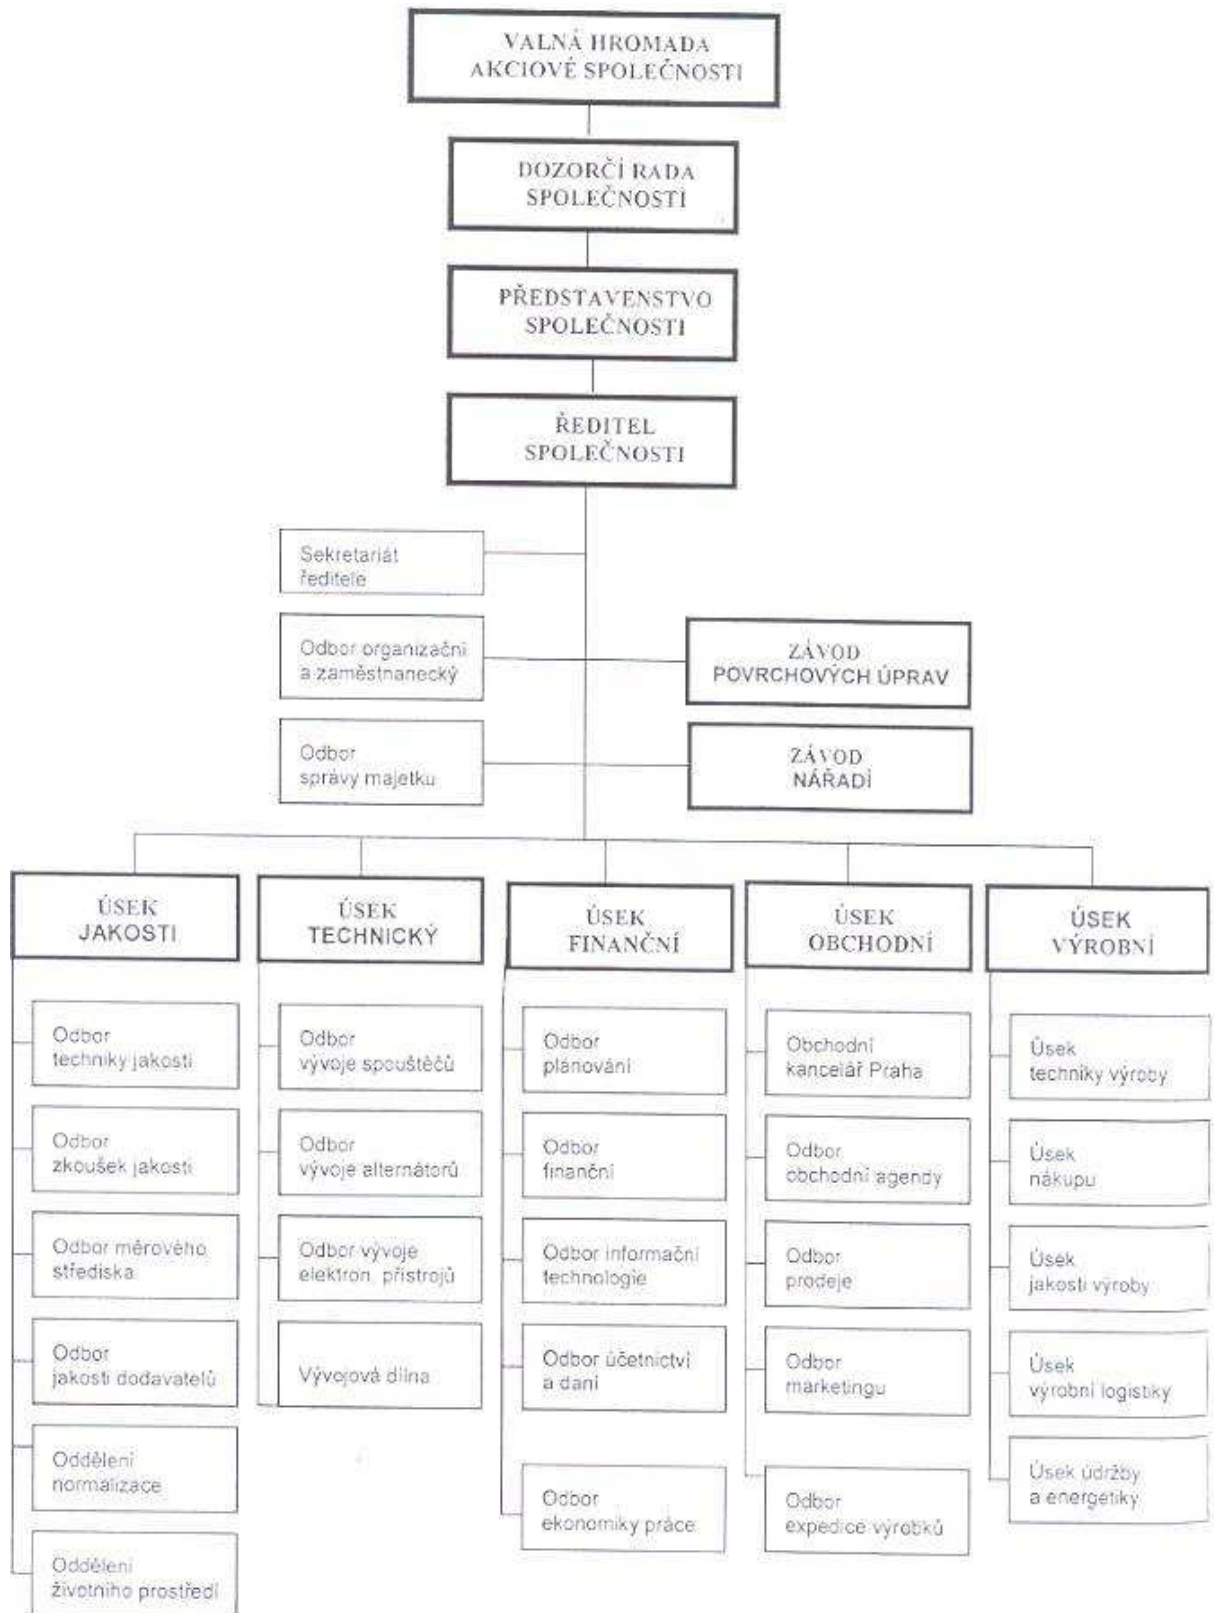 VALNÁ HROMADA
AKCIOVÉ SPOLEČNOSTI
DOZORČÍ RADA
SPOLEČNOSTI
PŘEDSTAVENSTVO
SPOLEČNOSTI
ŘEDITEL
SPOLEČNOSTI
Sekretariát
ředitele
Odbor organizační
a zaměstnanecký
ZÁVOD
POVRCHOVÝCH ÚPRAV
Odbor
správy majetku
ZÁVOD
NÁŘADÍ
ÚSEK
JAKOSTI
Odbor
techniky jakosti
Odbor
zkoušek jakosti
Odbor měrového
střediska
Odbor
jakosti dodavatelů
Oddělení
normalizace
Oddělení
životního prostředí
ÚSEK
TECHNICKÝ
Odbor
vývoje spouštěčů
Odbor
vývoje alternátorů
Odbor vývoje
elektron. přístrojů
Vývojová dílna
ÚSEK
FINANČNÍ
Odbor
plánování
Odbor
finanční
Odbor informační
technologie
Odbor účetnictví
a daní
Odbor
ekonomiky práce
ÚSEK
OBCHODNÍ
Obchodní
kancelář Praha
Odbor
obchodní agendy
Odbor
prodeje
Odbor
marketingu
Odbor
expedice výrobků
ÚSEK
VÝROBNÍ
Úsek
techniky výroby
Úsek
nákupu
Úsek
jakosti výroby
Úsek
výrobní logistiky
Úsek údržby
a energetiky